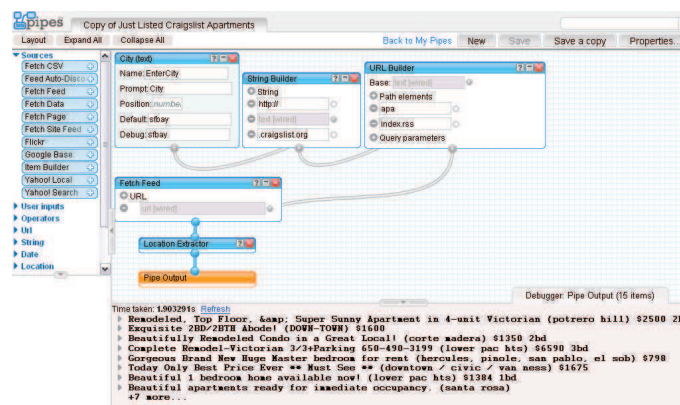 pipes Copy of Just Listed Craigslist Apartments
Layout Expand All Collapse All Back to My Pipes New Save Save a copy Properties...
Sources
Fetch CSV
Feed Auto-Disco
Fetch Feed
Fetch Data
Fetch Page
Fetch Site Feed
Flickr
Google Base
Item Builder
Yahoo! Local
Yahoo! Search
User inputs
Operators
Url
String
Date
Location
City (text)
Name: EnterCity
Prompt: City
Position: number
Default: sfbay
Debug: sfbay
String Builder
String
http://
text [wired]
.craigslist.org
URL Builder
Base: text [wired]
Path elements
apa
index.rss
Query parameters
Fetch Feed
URL
url [wired]
Location Extractor
Pipe Output
Debugger: Pipe Output (15 items)
Time taken: 1.903291s Refresh
Remodeled, Top Floor, &amp; Super Sunny Apartment in 4-unit Victorian (potrero hill) $2500 2
Exquisite 2BD/2BTH Abode! (DOWN-TOWN) $1600
Beautifully Remodeled Condo in a Great Local! (corte madera) $1350 2bd
Complete Remodel-Victorian 3/3+Parking 650-490-3199 (lower pac hts) $6590 3bd
Gorgeous Brand New Huge Master bedroom for rent (hercules, pinole, san pablo, el sob) $798
Today Only Best Price Ever ** Must See ** (downtown / civic / van ness) $1675
Beautiful 1 bedroom home available now! (lower pac hts) $1384 1bd
Beautiful apartments ready for immediate occupancy. (santa rosa)
+7 more...